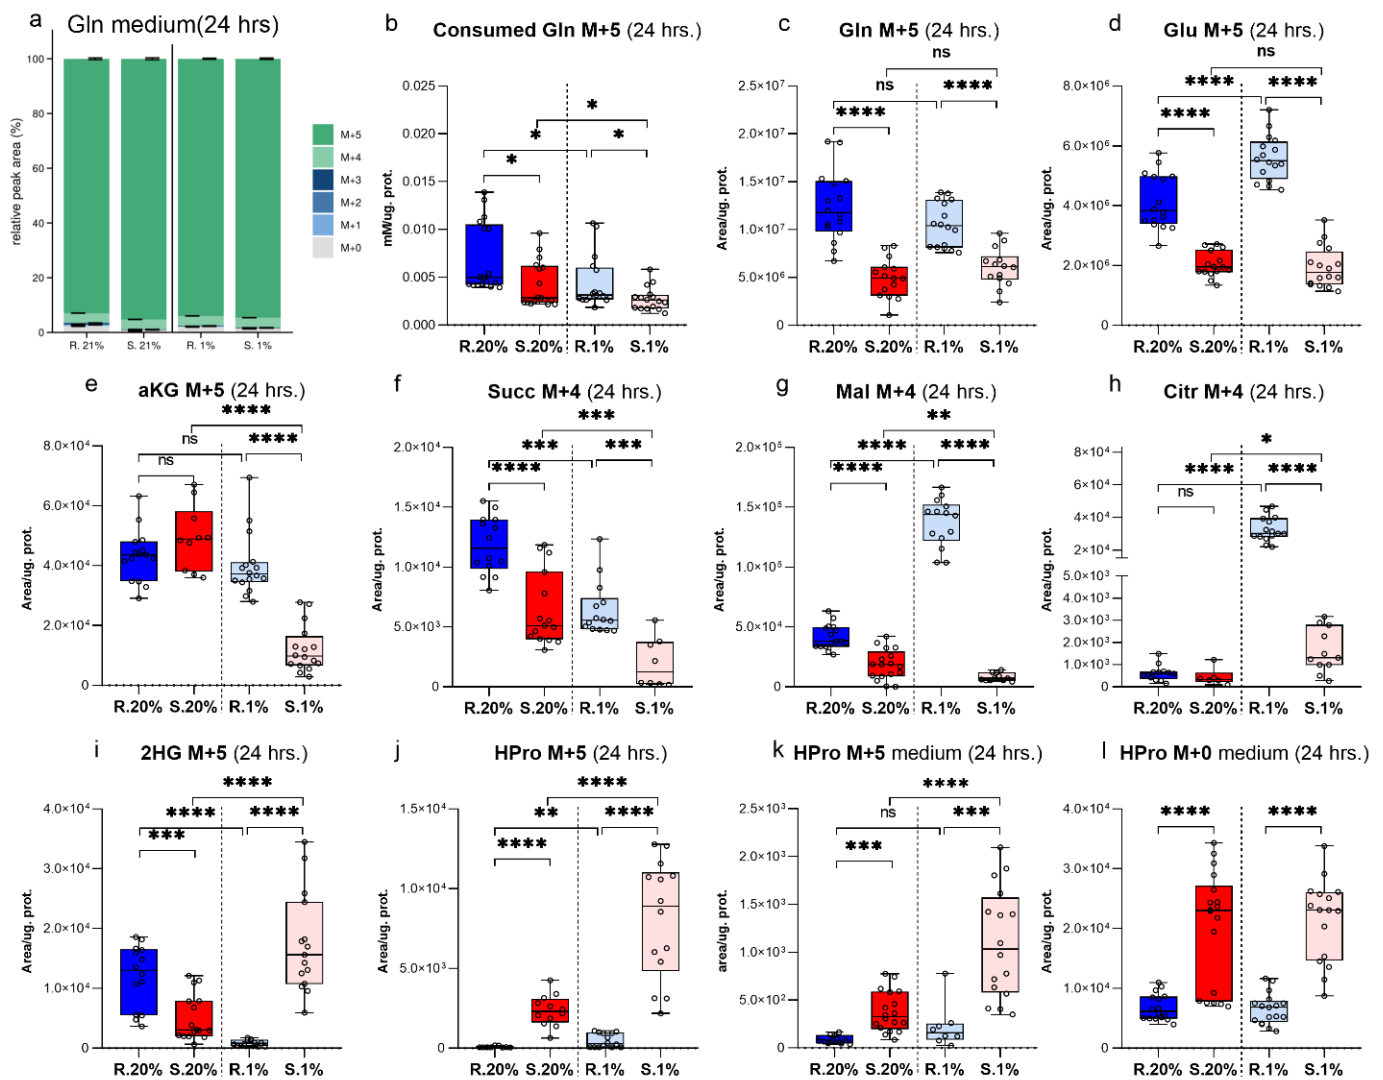 a Gln medium(24 hrs)
relative peak area (%)
100
80
60
40
20
0
R. 21% S. 21% R. 1% S. 1%
M+5
M+4
M+3
M+2
M+1
M+0
b Consumed Gln M+5 (24 hrs.)
mM/ug. prot.
0.025
0.020
0.015
0.010
0.005
0.000
*
*
*
*
R.20% S.20% R.1% S.1%
c Gln M+5 (24 hrs.)
Area/ug. prot.
2.5×10⁷
2.0×10⁷
1.5×10⁷
1.0×10⁷
5.0×10⁶
0
ns
ns
****
****
R.20% S.20% R.1% S.1%
d Glu M+5 (24 hrs.)
Area/ug. prot.
8.0×10⁶
6.0×10⁶
4.0×10⁶
2.0×10⁶
0
ns
****
****
****
R.20% S.20% R.1% S.1%
e aKG M+5 (24 hrs.)
Area/ug. prot.
8.0×10⁴
6.0×10⁴
4.0×10⁴
2.0×10⁴
0
****
ns
****
ns
R.20% S.20% R.1% S.1%
f Succ M+4 (24 hrs.)
Area/ug. prot.
2.0×10⁴
1.5×10⁴
1.0×10⁴
5.0×10³
0
***
***
***
****
R.20% S.20% R.1% S.1%
g Mal M+4 (24 hrs.)
Area/ug. prot.
2.0×10⁵
1.5×10⁵
1.0×10⁵
5.0×10⁴
0
**
****
****
****
R.20% S.20% R.1% S.1%
h Citr M+4 (24 hrs.)
Area/ug. prot.
8×10⁴
6×10⁴
4×10⁴
2×10⁴
5.0×10³
4.0×10³
3.0×10³
2.0×10³
1.0×10³
0
*
****
****
ns
R.20% S.20% R.1% S.1%
i 2HG M+5 (24 hrs.)
Area/ug. prot.
4.0×10⁴
3.0×10⁴
2.0×10⁴
1.0×10⁴
0
****
****
****
***
R.20% S.20% R.1% S.1%
j HPro M+5 (24 hrs.)
Area/ug. prot.
1.5×10⁴
1.0×10⁴
5.0×10³
0
****
**
****
****
R.20% S.20% R.1% S.1%
k HPro M+5 medium (24 hrs.)
area/ug. prot.
2.5×10³
2.0×10³
1.5×10³
1.0×10³
5.0×10²
0
****
ns
***
***
R.20% S.20% R.1% S.1%
l HPro M+0 medium (24 hrs.)
Area/ug. prot.
4.0×10⁴
3.0×10⁴
2.0×10⁴
1.0×10⁴
0
****
****
R.20% S.20% R.1% S.1%